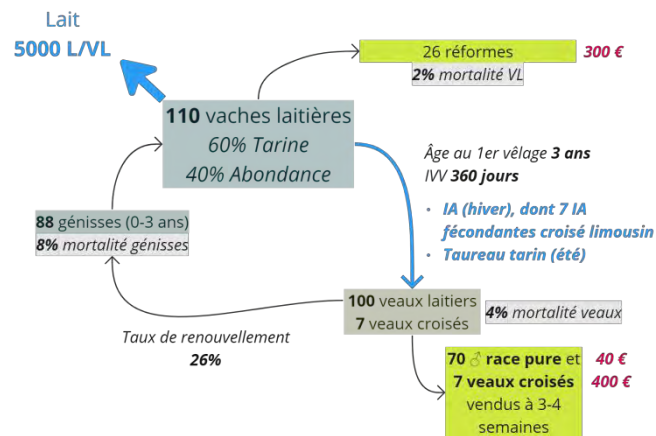 Lait
5000 L/VL
26 réformes
300 €
2% mortalité VL
110 vaches laitières
60% Tarine
40% Abondance
Âge au 1er vêlage 3 ans
IVV 360 jours
• IA (hiver), dont 7 IA
fécondantes croisé limousin
• Taureau tarin (été)
88 génisses (0-3 ans)
8% mortalité génisses
100 veaux laitiers
7 veaux croisés
4% mortalité veaux
Taux de renouvellement
26%
70 ♂ race pure et
40 €
7 veaux croisés
400 €
vendus à 3-4
semaines